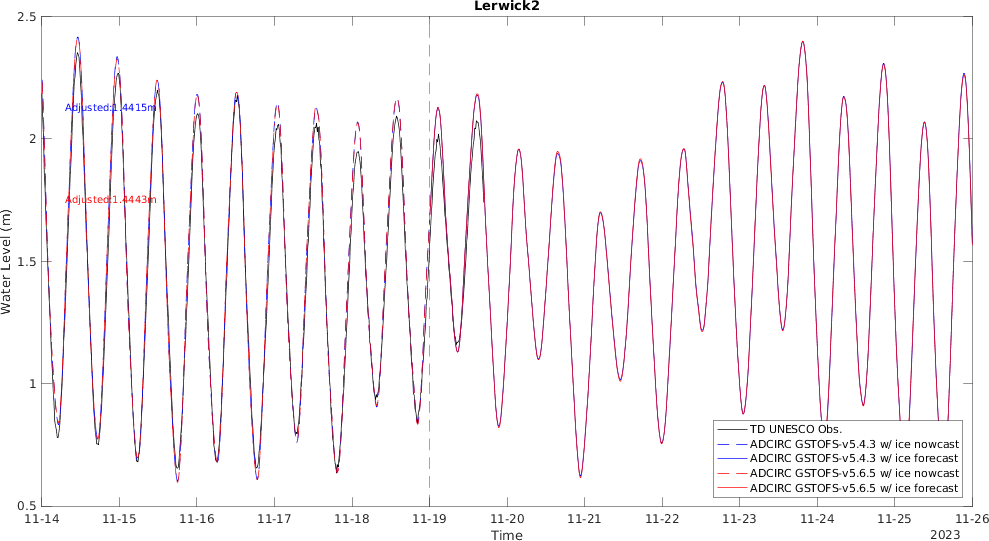 Lerwick2
2.5
2
1.5
1
0.5
Water Level (m)
Adjusted:1.4415m
Adjusted:1.4443m
TD UNESCO Obs.
ADCIRC GSTOFS-v5.4.3 w/ ice nowcast
ADCIRC GSTOFS-v5.4.3 w/ ice forecast
ADCIRC GSTOFS-v5.6.5 w/ ice nowcast
ADCIRC GSTOFS-v5.6.5 w/ ice forecast
11-14 11-15 11-16 11-17 11-18 11-19 11-20 11-21 11-22 11-23 11-24 11-25 11-26
Time
2023